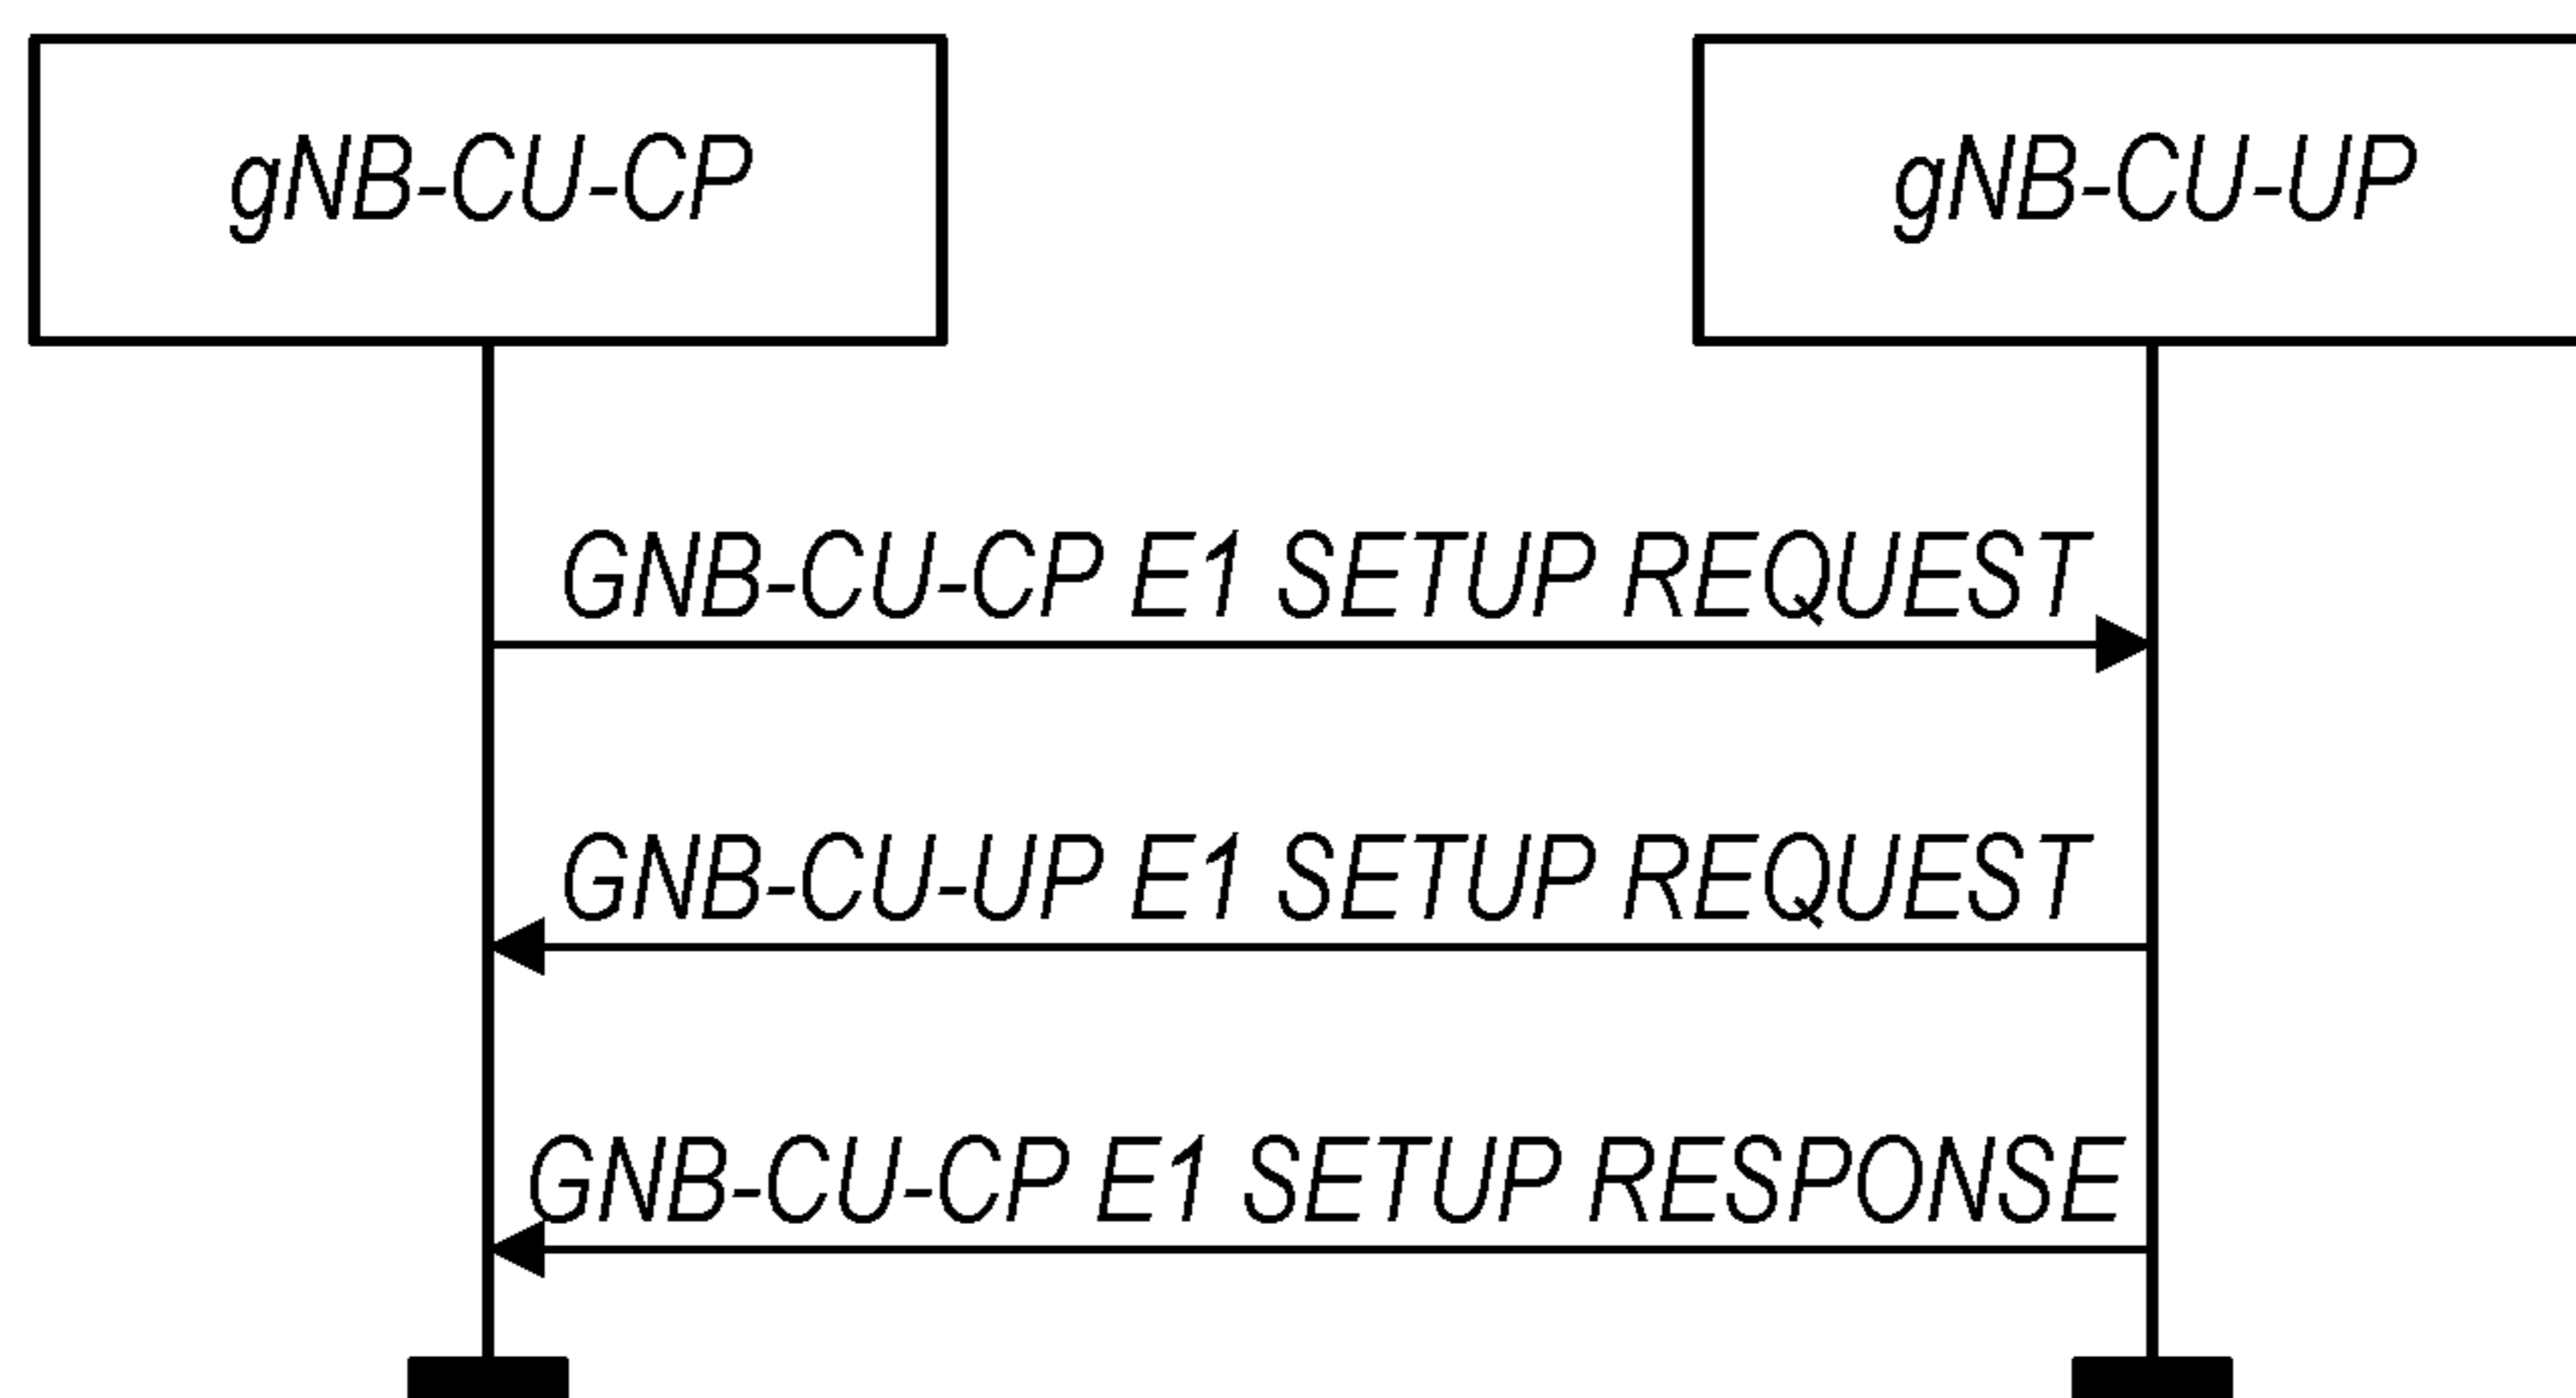 gNB-CU-CP
gNB-CU-UP
GNB-CU-CP E1 SETUP REQUEST
GNB-CU-UP E1 SETUP REQUEST
GNB-CU-CP E1 SETUP RESPONSE